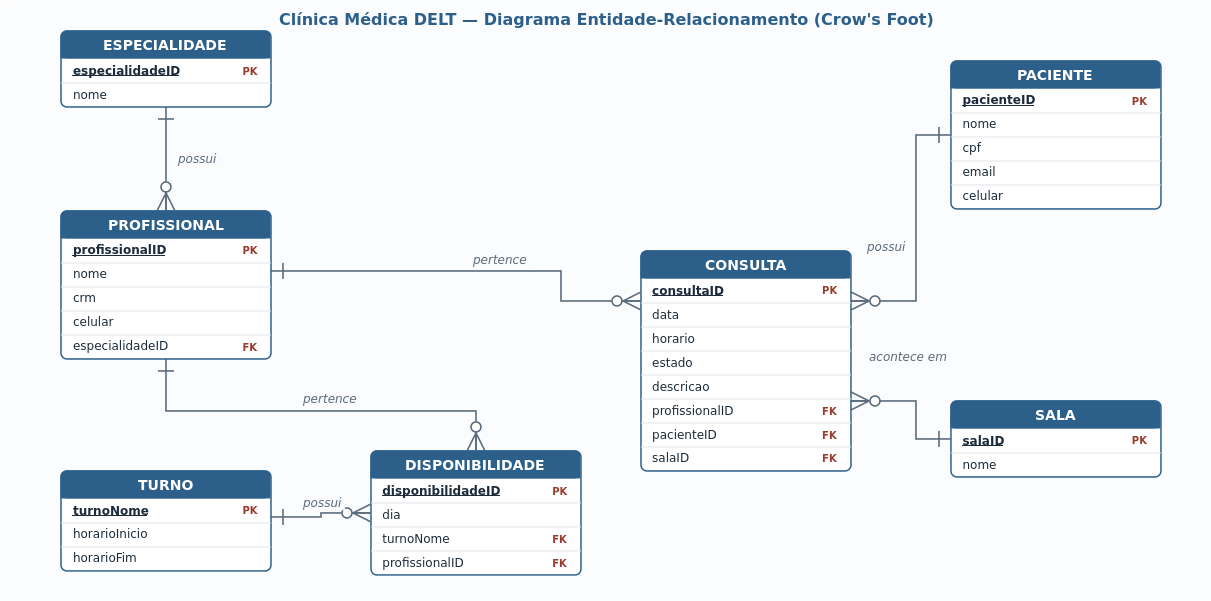 Clínica Médica DELT — Diagrama Entidade-Relacionamento (Crow's Foot)
ESPECIALIDADE
especialidadeID PK
nome
possui
PROFISSIONAL
profissionalID PK
nome
crm
celular
especialidadeID FK
pertence
pertence
TURNO
turnoNome PK
horarioInicio
horarioFim
possui
DISPONIBILIDADE
disponibilidadeID PK
dia
turnoNome FK
profissionalID FK
CONSULTA
consultaID PK
data
horario
estado
descricao
profissionalID FK
pacienteID FK
salaID FK
possui
PACIENTE
pacienteID PK
nome
cpf
email
celular
acontece em
SALA
salaID PK
nome